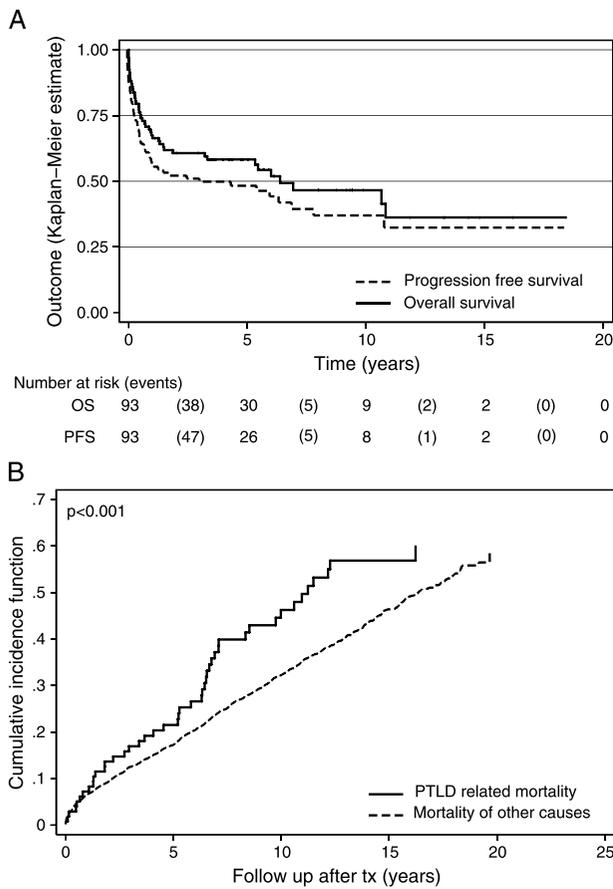 A
Outcome (Kaplan−Meier estimate)
1.00
0.75
0.50
0.25
0.00
Progression free survival
Overall survival
0 5 10 15 20
Time (years)
Number at risk (events)
OS 93 (38) 30 (5) 9 (2) 2 (0) 0
PFS 93 (47) 26 (5) 8 (1) 2 (0) 0
B
Cumulative incidence function
.7
p<0.001
.6
.5
.4
.3
.2
.1
0
PTLD related mortality
Mortality of other causes
0 5 10 15 20 25
Follow up after tx (years)